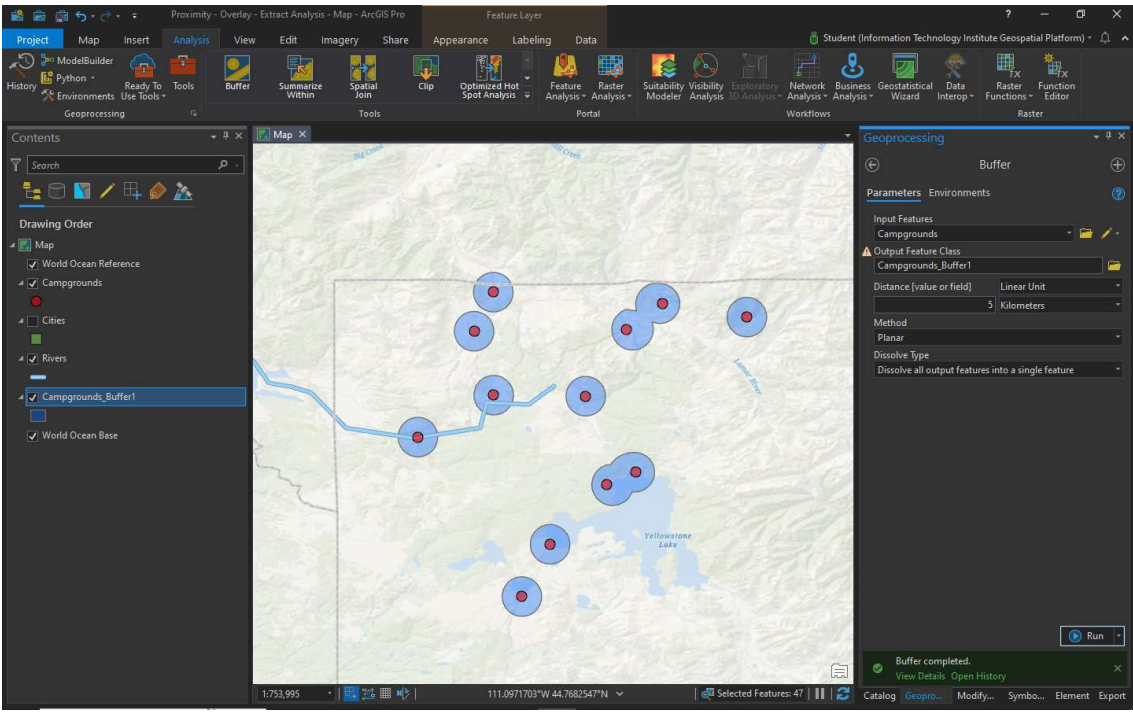 Proximity - Overlay - Extract Analysis - Map - ArcGIS Pro
Feature Layer
?
Project Map Insert Analysis View Edit Imagery Share Appearance Labeling Data
Student (Information Technology Institute Geospatial Platform)
History
ModelBuilder
Python
Environments
Ready To Use Tools
Tools
Buffer
Summarize Within
Spatial Join
Clip
Optimized Hot Spot Analysis
Feature Analysis
Raster Analysis
Suitability Modeler
Visibility Analysis
Exploratory 3D Analysis
Network Analysis
Business Analysis
Geostatistical Wizard
Data Interop
Raster Functions
Function Editor
Geoprocessing
Tools
Portal
Workflows
Raster
Contents
Search
Drawing Order
Map
World Ocean Reference
Campgrounds
Cities
Rivers
Campgrounds_Buffer1
World Ocean Base
Map
Big Creek
Creek
Lamar River
Yellowstone
Lake
1:753,995
111.0971703°W 44.7682547°N
Selected Features: 47
Geoprocessing
Buffer
Parameters Environments
Input Features
Campgrounds
Output Feature Class
Campgrounds_Buffer1
Distance [value or field] Linear Unit
5 Kilometers
Method
Planar
Dissolve Type
Dissolve all output features into a single feature
Run
Buffer completed.
View Details Open History
Catalog Geopro... Modify... Symbo... Element Export